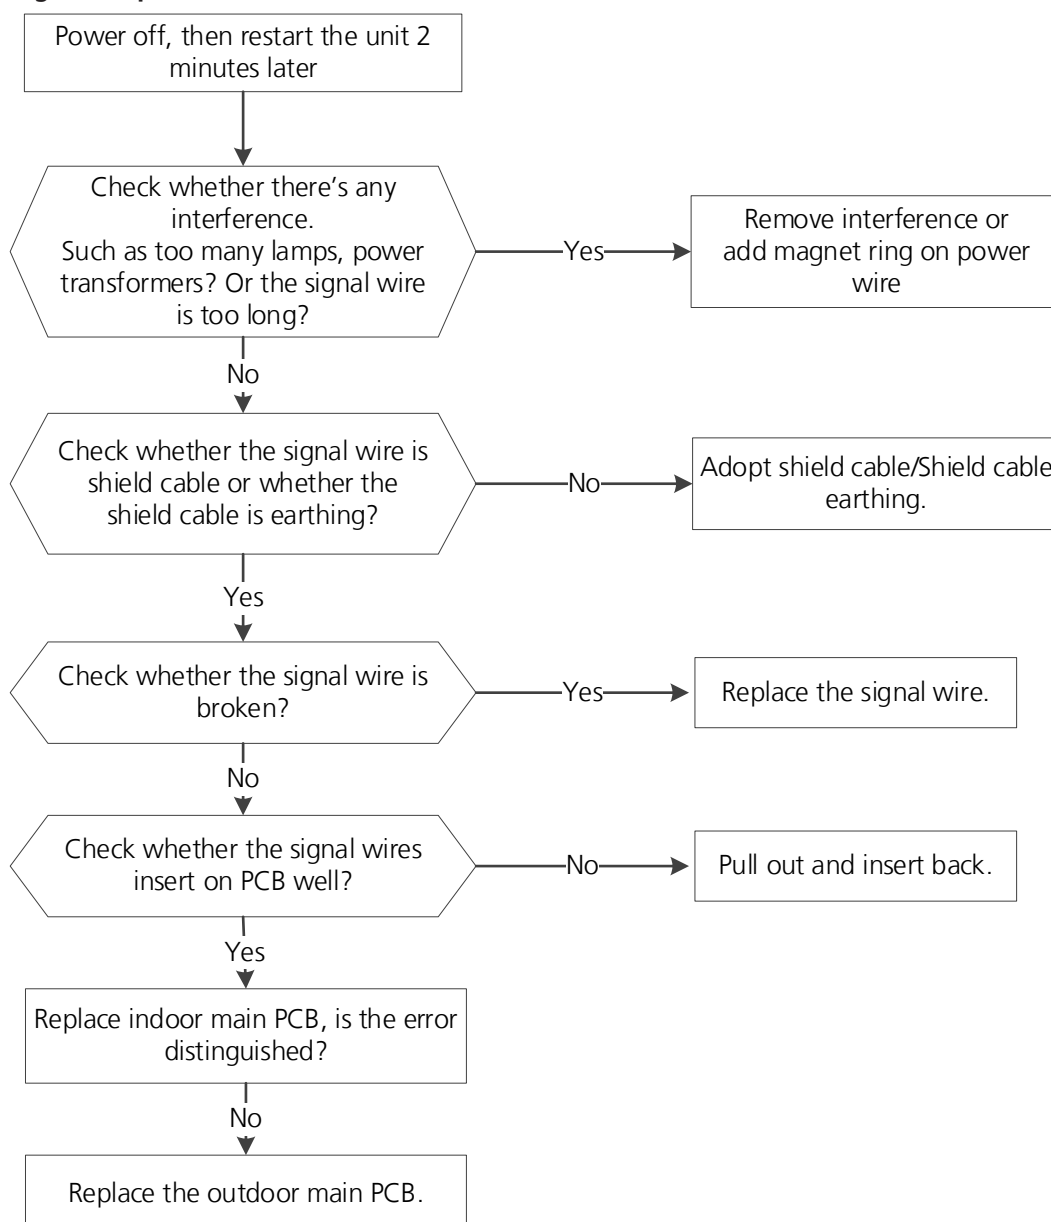 Power off, then restart the unit 2
minutes later
Check whether there's any
interference.
Such as too many lamps, power
transformers? Or the signal wire
is too long?
Yes
Remove interference or
add magnet ring on power
wire
No
Check whether the signal wire is
shield cable or whether the
shield cable is earthing?
No
Adopt shield cable/Shield cable
earthing.
Yes
Check whether the signal wire is
broken?
Yes
Replace the signal wire.
No
Check whether the signal wires
insert on PCB well?
No
Pull out and insert back.
Yes
Replace indoor main PCB, is the error
distinguished?
No
Replace the outdoor main PCB.